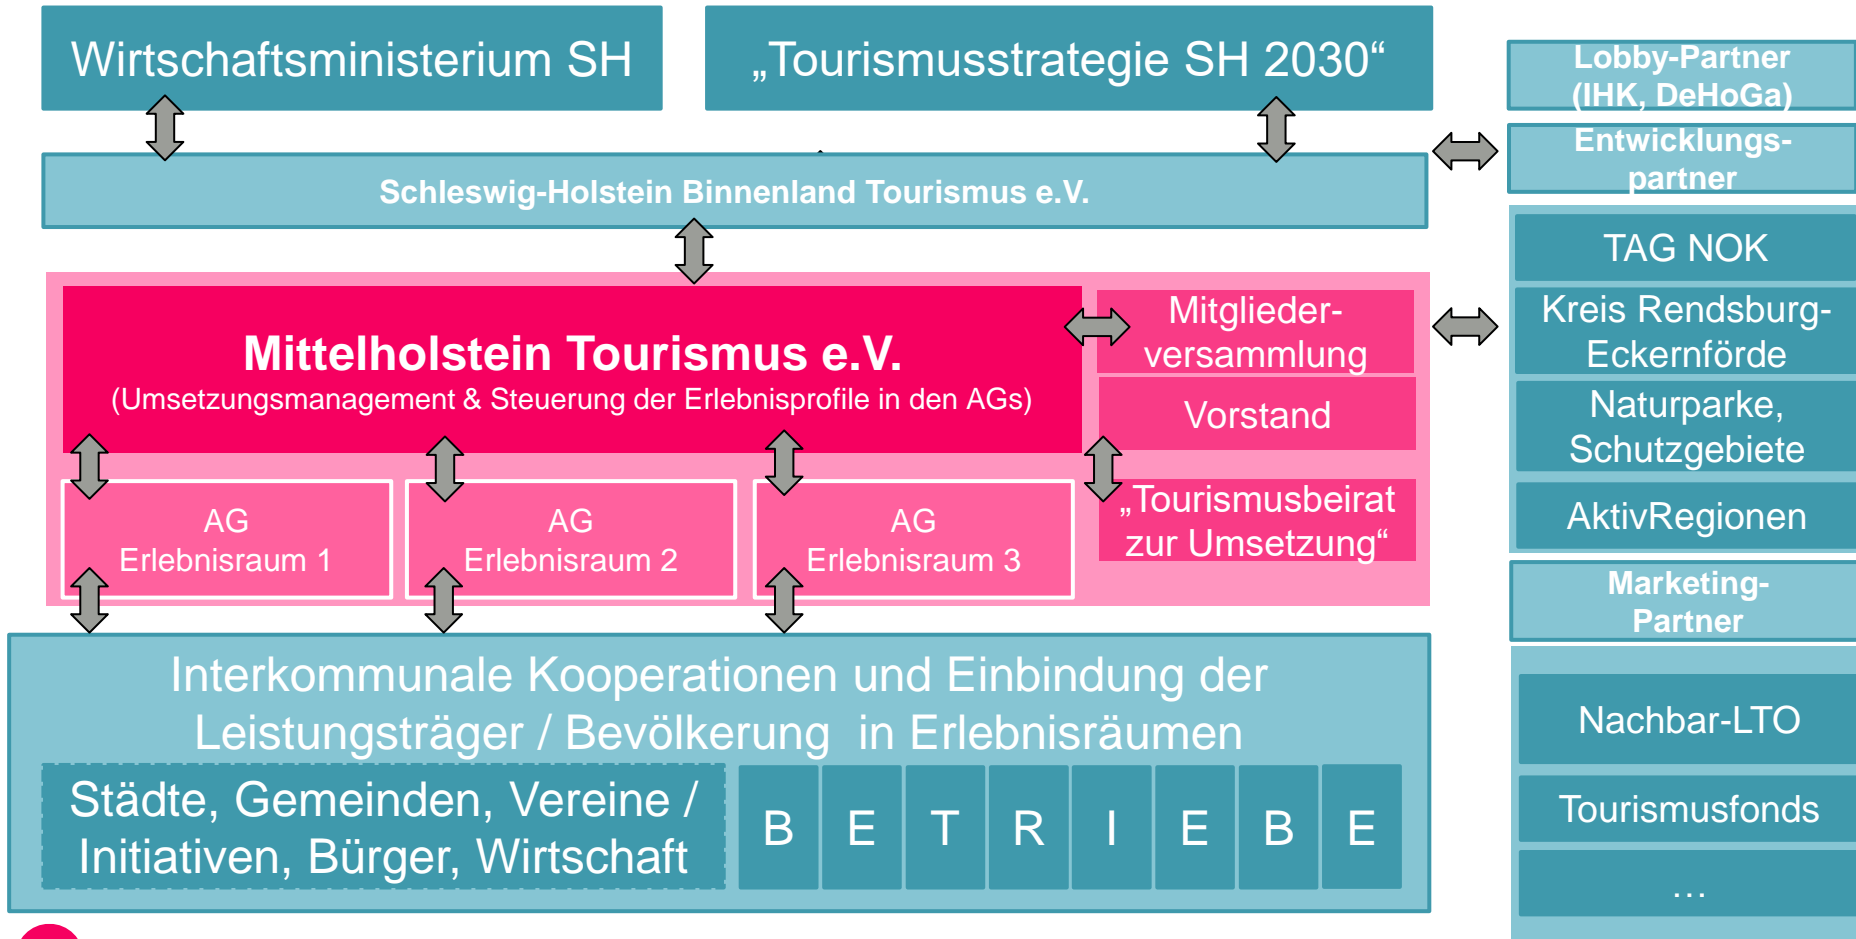 Wirtschaftsministerium SH
„Tourismusstrategie SH 2030“
Schleswig-Holstein Binnenland Tourismus e.V.
Mittelholstein Tourismus e.V.
(Umsetzungsmanagement & Steuerung der Erlebnisprofile in den AGs)
Mitglieder-
versammlung
Vorstand
„Tourismusbeirat
zur Umsetzung“
AG
Erlebnisraum 1
AG
Erlebnisraum 2
AG
Erlebnisraum 3
Interkommunale Kooperationen und Einbindung der
Leistungsträger / Bevölkerung in Erlebnisräumen
Städte, Gemeinden, Vereine /
Initiativen, Bürger, Wirtschaft
B E T R I E B E
Lobby-Partner
(IHK, DeHoGa)
Entwicklungs-
partner
TAG NOK
Kreis Rendsburg-
Eckernförde
Naturparke,
Schutzgebiete
AktivRegionen
Marketing-
Partner
Nachbar-LTO
Tourismusfonds
…